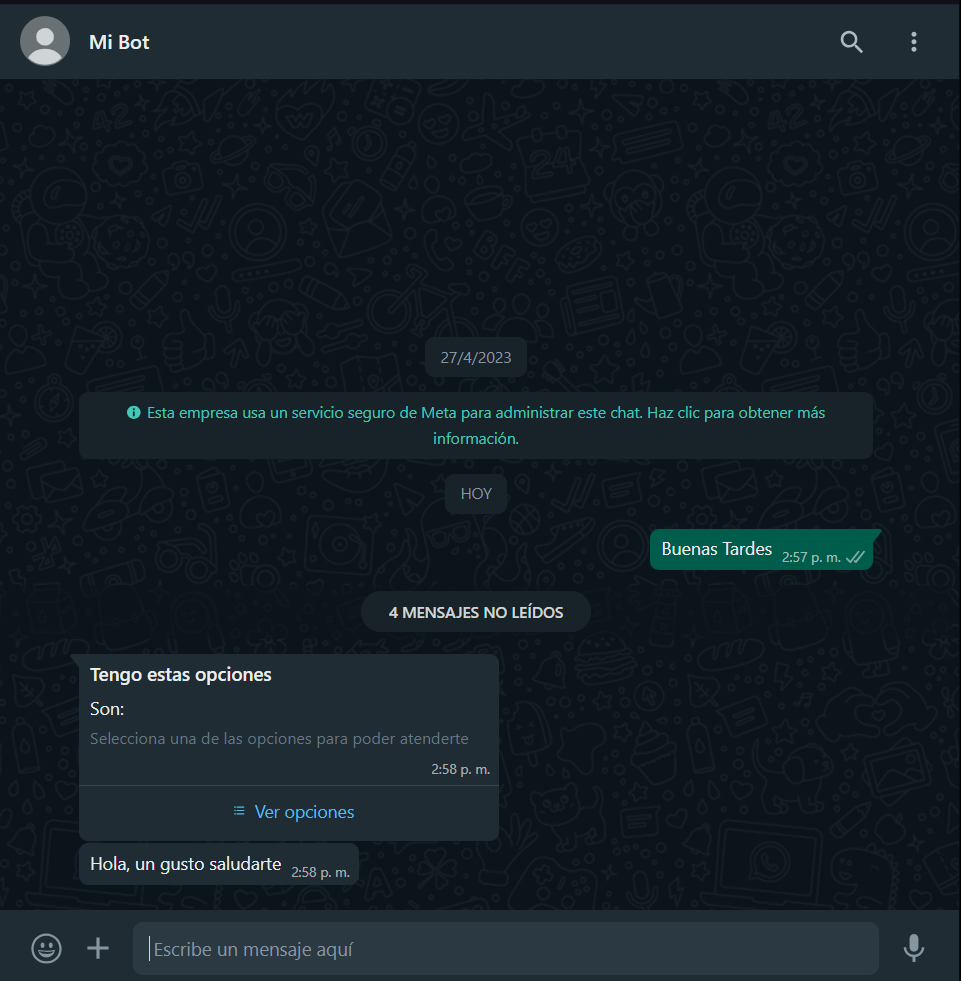 Mi Bot
27/4/2023
Esta empresa usa un servicio seguro de Meta para administrar este chat. Haz clic para obtener más
información.
HOY
Buenas Tardes 2:57 p. m.
4 MENSAJES NO LEÍDOS
Tengo estas opciones
Son:
Selecciona una de las opciones para poder atenderte
2:58 p. m.
Ver opciones
Hola, un gusto saludarte 2:58 p. m.
Escribe un mensaje aquí